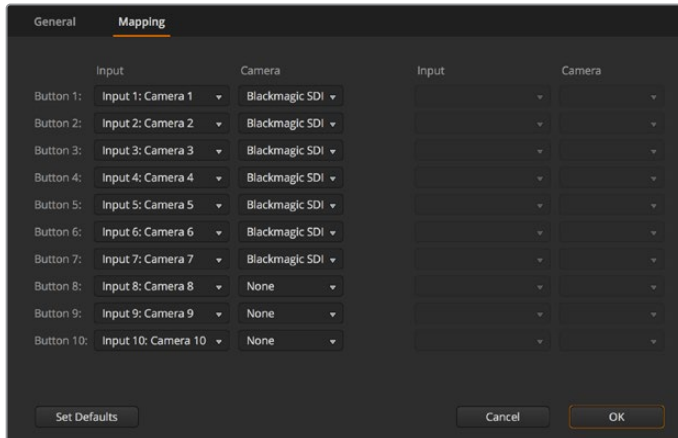 General Mapping
Input Camera Input Camera
Button 1: Input 1: Camera 1 Blackmagic SDI
Button 2: Input 2: Camera 2 Blackmagic SDI
Button 3: Input 3: Camera 3 Blackmagic SDI
Button 4: Input 4: Camera 4 Blackmagic SDI
Button 5: Input 5: Camera 5 Blackmagic SDI
Button 6: Input 6: Camera 6 Blackmagic SDI
Button 7: Input 7: Camera 7 Blackmagic SDI
Button 8: Input 8: Camera 8 None
Button 9: Input 9: Camera 9 None
Button 10: Input 10: Camera 10 None
Set Defaults Cancel OK